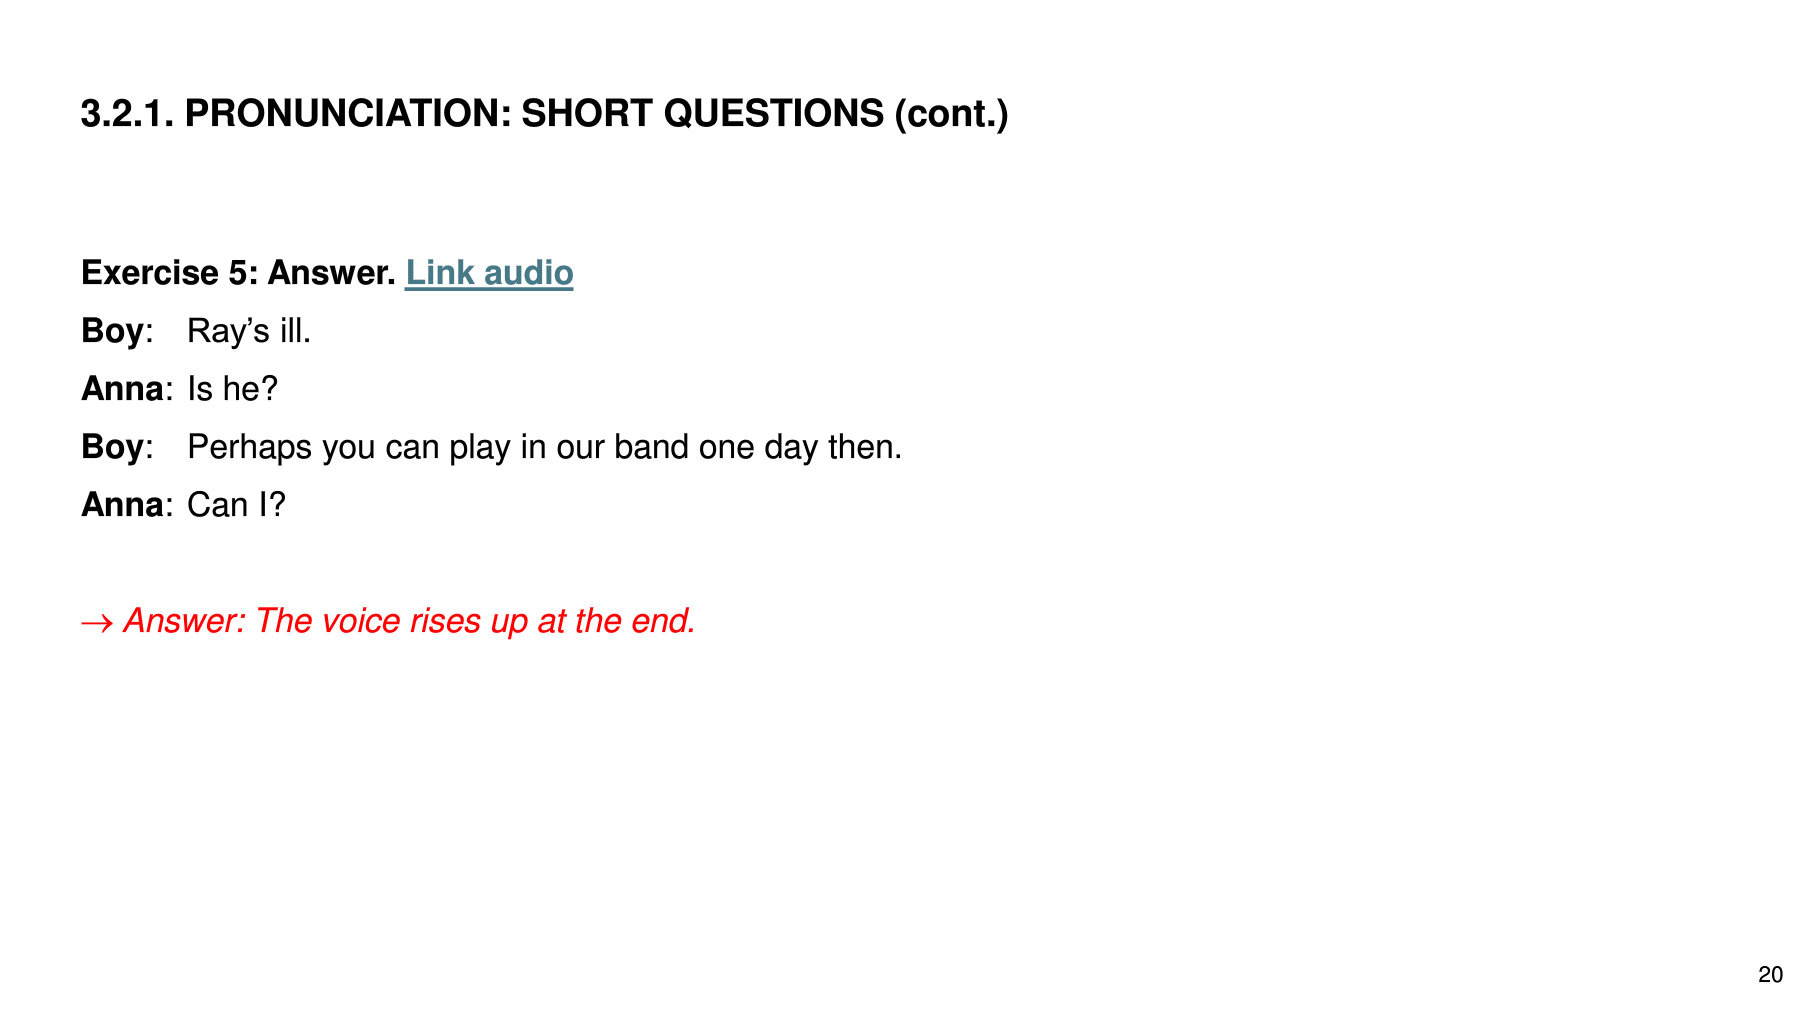 3.2.1. PRONUNCIATION: SHORT QUESTIONS (cont.)
Exercise 5: Answer. Link audio
Boy: Ray’s ill.
Anna: Is he?
Boy: Perhaps you can play in our band one day then.
Anna: Can I?
→ Answer: The voice rises up at the end.
20